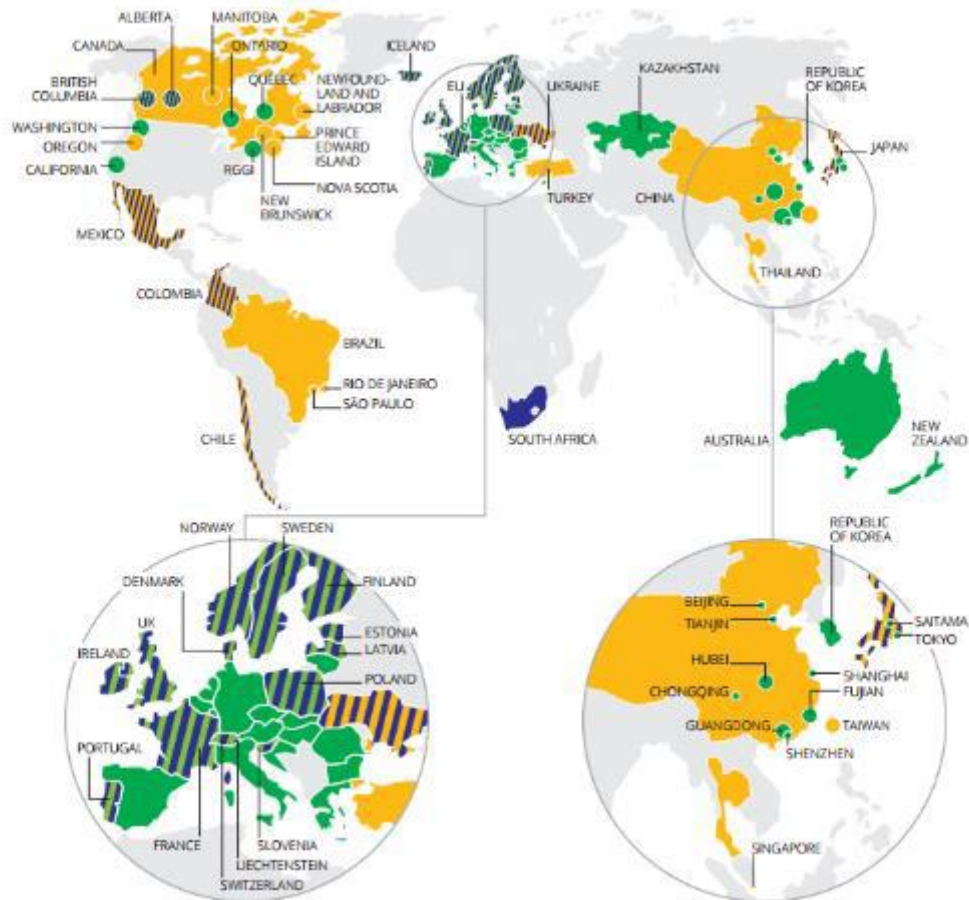 ALBERTA
MANITOBA
CANADA
ONTARIO
ICELAND
KAZAKHSTAN
REPUBLIC
OF KOREA
BRITISH
COLUMBIA
QUEBEC
NEWFOUND-
LAND AND
LABRADOR
EU
UKRAINE
WASHINGTON
OREGON
PRINCE
EDWARD
ISLAND
JAPAN
CALIFORNIA
RGGI
NOVA SCOTIA
NEW
BRUNSWICK
TURKEY
CHINA
MEXICO
THAILAND
COLOMBIA
BRAZIL
RIO DE JANEIRO
SÃO PAULO
CHILE
SOUTH AFRICA
AUSTRALIA
NEW
ZEALAND
NORWAY
SWEDEN
REPUBLIC
OF KOREA
DENMARK
FINLAND
UK
BEIJING
TIANJIN
SAITAMA
TOKYO
ESTONIA
LATVIA
IRELAND
POLAND
HUBEI
SHANGHAI
CHONGQING
FUJIAN
GUANGDONG
TAIWAN
PORTUGAL
SHENZHEN
FRANCE
SLOVENIA
LIECHTENSTEIN
SWITZERLAND
SINGAPORE